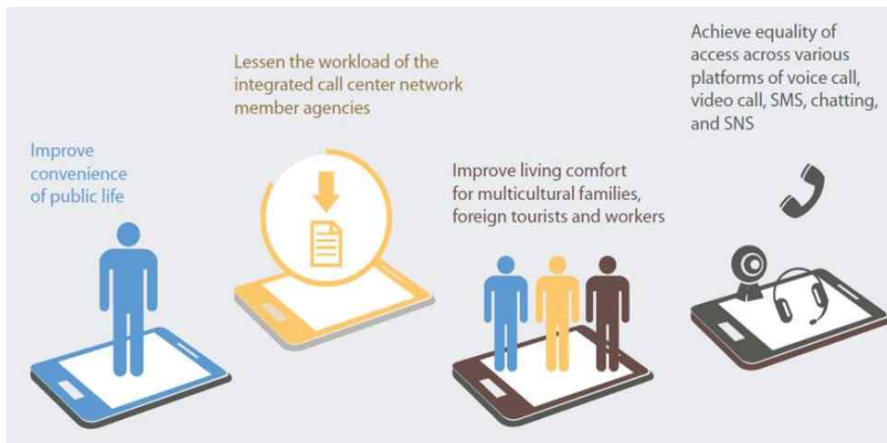 Improve
convenience
of public life
Lessen the workload of the
integrated call center network
member agencies
Improve living comfort
for multicultural families,
foreign tourists and workers
Achieve equality of
access across various
platforms of voice call,
video call, SMS, chatting,
and SNS